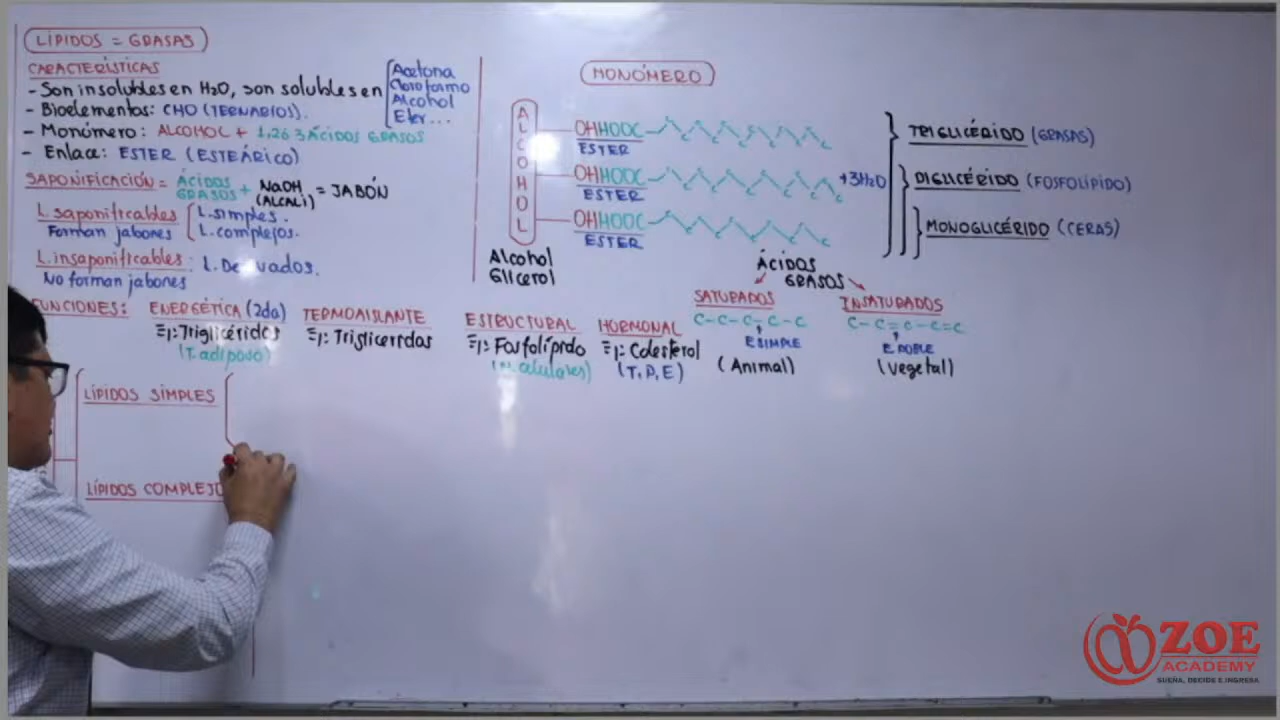 LÍPIDOS = GRASAS
CARACTERÍSTICAS
- Son insolubles en H2O, son solubles en
Acetona
Cloroformo
Alcohol
Eter...
- Bioelementos: CHO (TERNARIOS).
- Monómero: ALCOHOL + 1,2 ó 3 ÁCIDOS GRASOS
- Enlace: ESTER (ESTEÁRICO)
SAPONIFICACIÓN = ÁCIDOS GRASOS + NaOH (ALCALI) = JABÓN
L. saponificables
Forman jabones
L. simples.
L. complejos.
L. insaponificables: L. Derivados.
No forman jabones
MONÓMERO
ALCOHOL
OHHOOC
ESTER
OHHOOC
ESTER
OHHOOC
ESTER
+3H2O
Alcohol
Glicerol
TRIGLICÉRIDO (GRASAS)
DIGLICÉRIDO (FOSFOLÍPIDO)
MONOGLICÉRIDO (CERAS)
ÁCIDOS
GRASOS
SATURADOS
C-C-C-C-C
E SIMPLE
(Animal)
INSATURADOS
C-C=C-C=C
E DOBLE
(Vegetal)
FUNCIONES:
ENERGÉTICA (2da)
Ej: Triglicéridos
(T. adiposo)
TERMOAISLANTE
Ej: Trigliceridos
ESTRUCTURAL
Ej: Fosfolípido
celulares)
HORMONAL
Ej: Colesterol
(T, P, E)
LÍPIDOS SIMPLES
LÍPIDOS COMPLEJO
ZOE
ACADEMY
SUEÑA, DECIDE E INGRESA